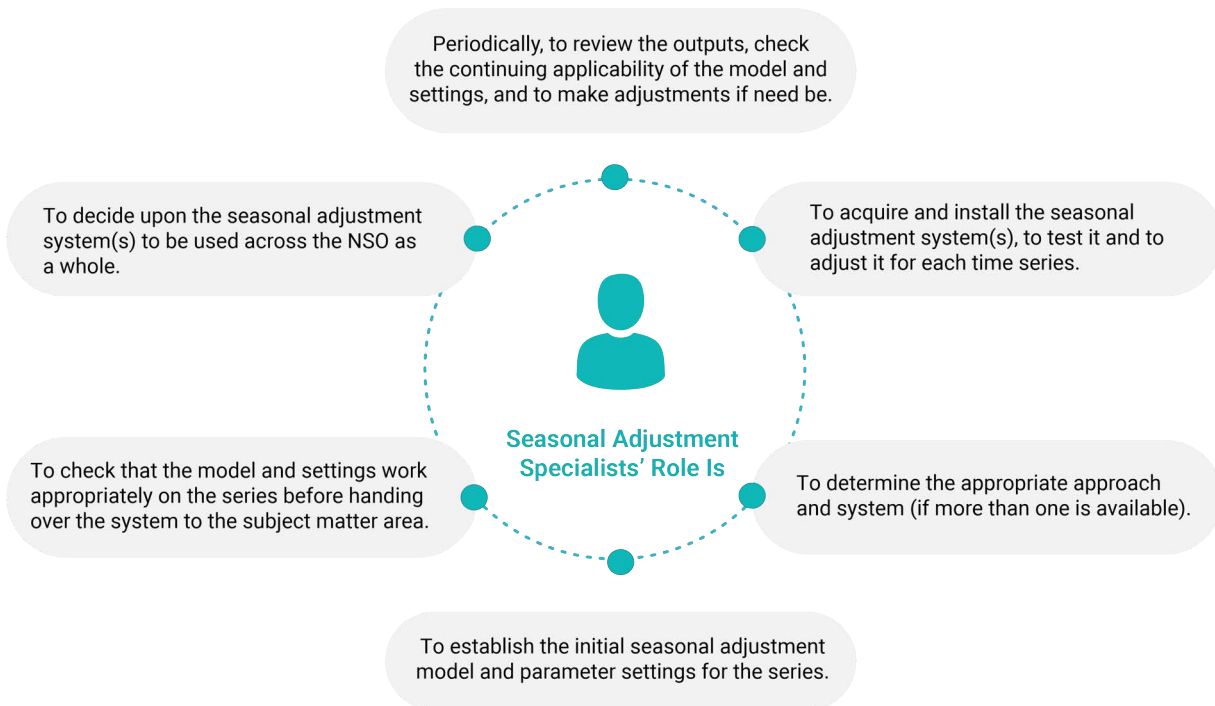 Periodically, to review the outputs, check
the continuing applicability of the model and
settings, and to make adjustments if need be.
To decide upon the seasonal adjustment
system(s) to be used across the NSO as
a whole.
To acquire and install the seasonal
adjustment system(s), to test it and to
adjust it for each time series.
Seasonal Adjustment
Specialists’ Role Is
To check that the model and settings work
appropriately on the series before handing
over the system to the subject matter area.
To determine the appropriate approach
and system (if more than one is available).
To establish the initial seasonal adjustment
model and parameter settings for the series.